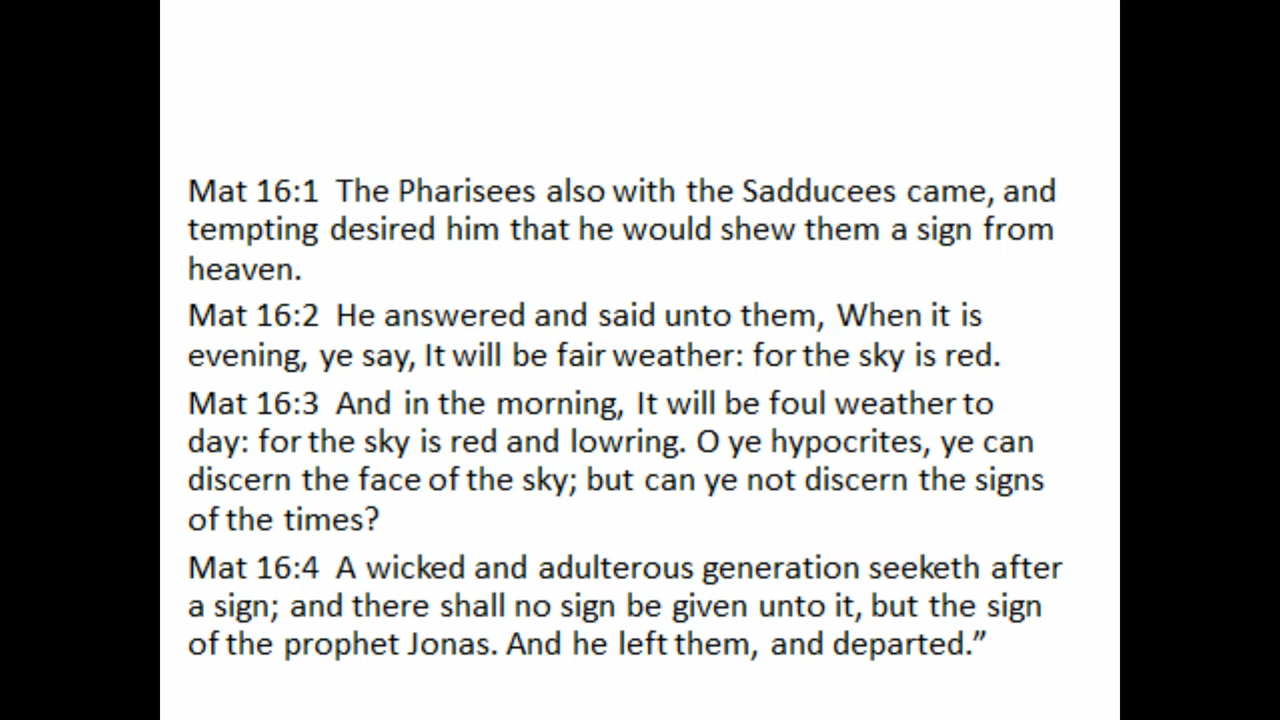 Mat 16:1  The Pharisees also with the Sadducees came, and
tempting desired him that he would shew them a sign from
heaven.
Mat 16:2  He answered and said unto them, When it is
evening, ye say, It will be fair weather: for the sky is red.
Mat 16:3  And in the morning, It will be foul weather to
day: for the sky is red and lowring. O ye hypocrites, ye can
discern the face of the sky; but can ye not discern the signs
of the times?
Mat 16:4  A wicked and adulterous generation seeketh after
a sign; and there shall no sign be given unto it, but the sign
of the prophet Jonas. And he left them, and departed.”